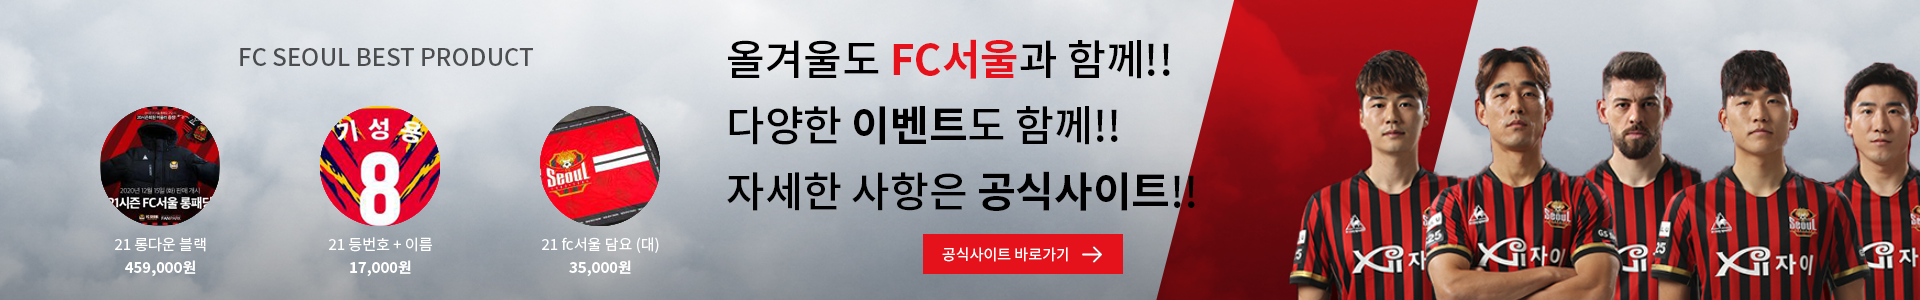 FC SEOUL BEST PRODUCT
2020년 12월 15일 (화) 판매 개시
21시즌 FC서울 롱패딩
21 롱다운 블랙
459,000원
기성용
8
21 등번호 + 이름
17,000원
Seoul
21 fc서울 담요 (대)
35,000원
올겨울도 FC서울과 함께!!
다양한 이벤트도 함께!!
자세한 사항은 공식사이트!!
공식사이트 바로가기
Xi 자이
Xi 자이
Seoul
Xi 자이
Seoul
Xi 자이